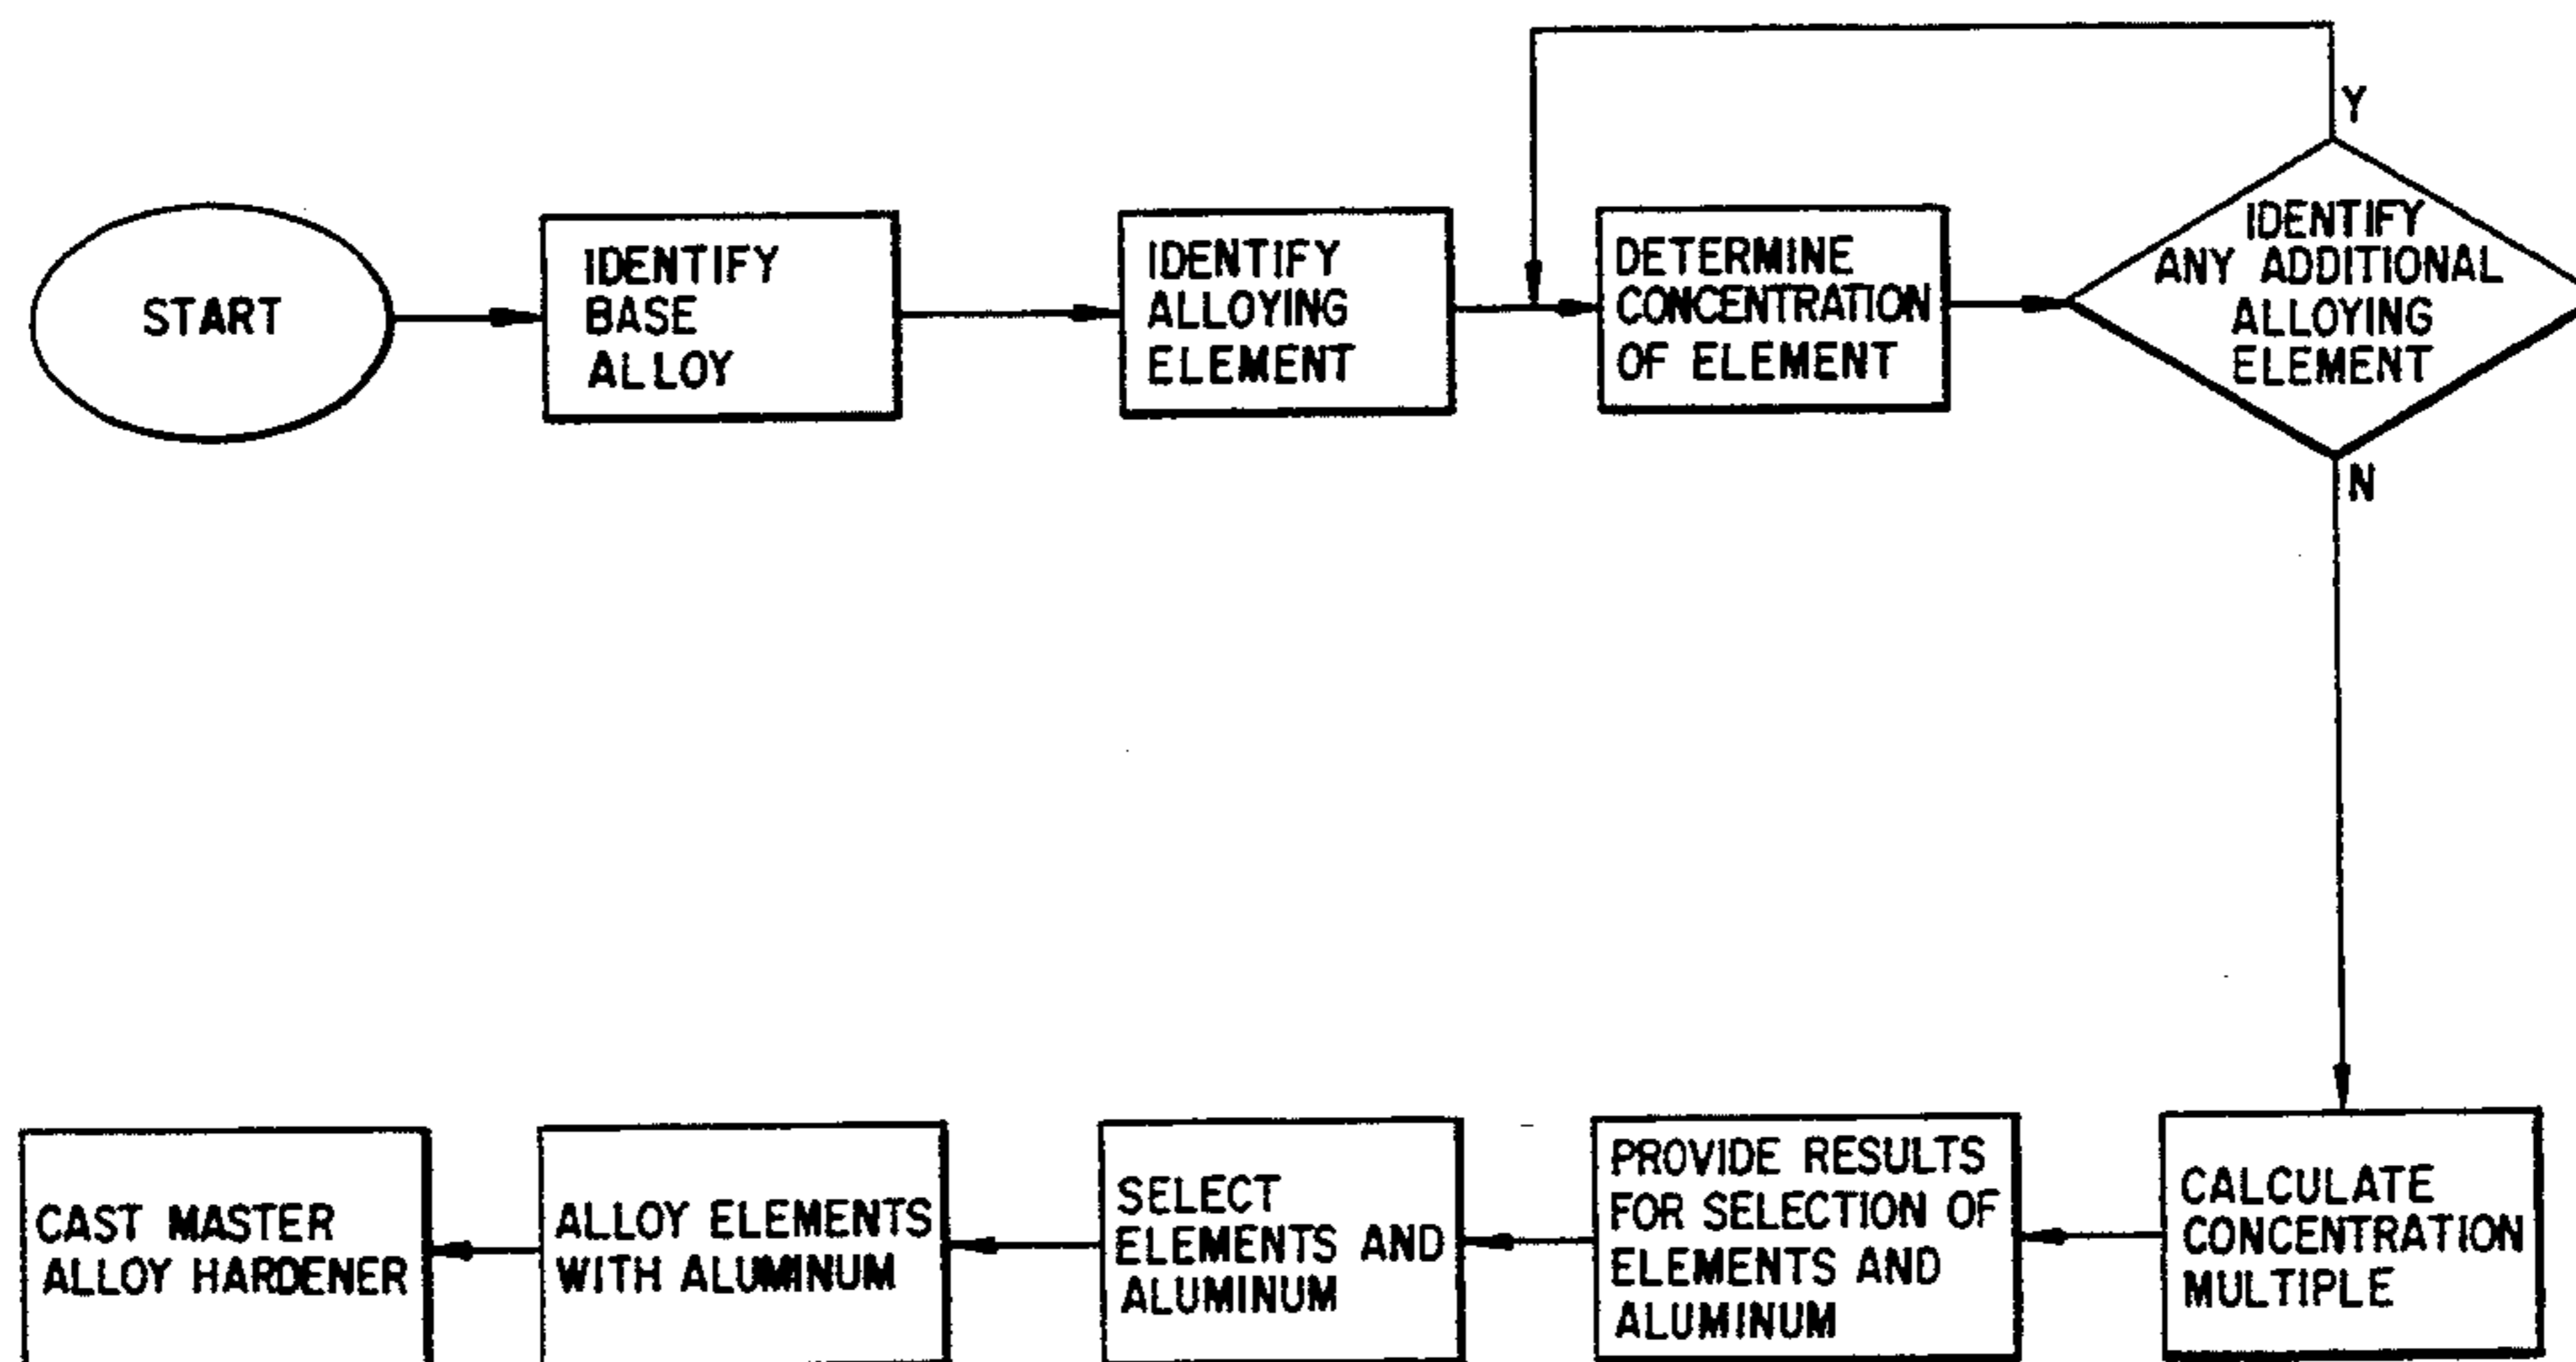 START
IDENTIFY
BASE
ALLOY
IDENTIFY
ALLOYING
ELEMENT
DETERMINE
CONCENTRATION
OF ELEMENT
IDENTIFY
ANY ADDITIONAL
ALLOYING
ELEMENT
Y
N
CALCULATE
CONCENTRATION
MULTIPLE
PROVIDE RESULTS
FOR SELECTION OF
ELEMENTS AND
ALUMINUM
SELECT
ELEMENTS AND
ALUMINUM
ALLOY ELEMENTS
WITH ALUMINUM
CAST MASTER
ALLOY HARDENER